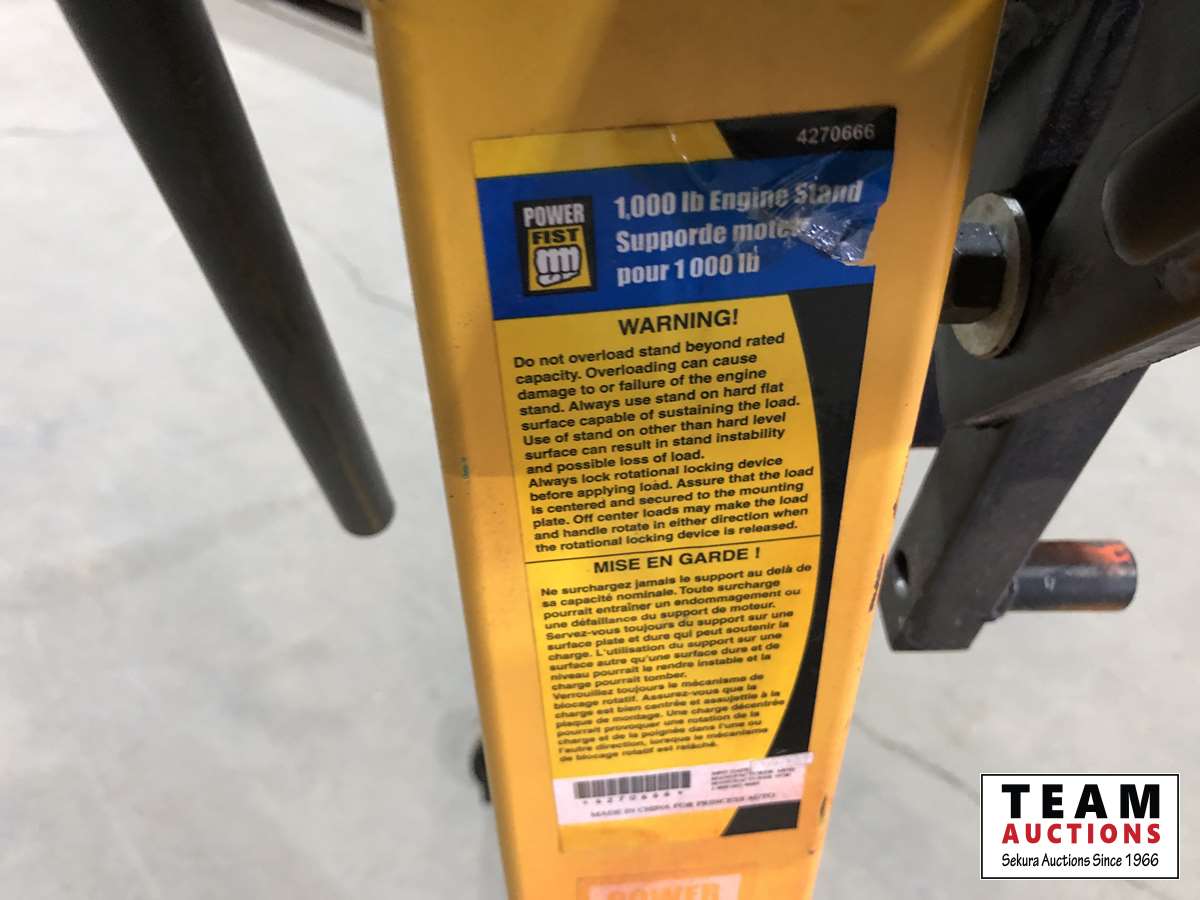 4270666
POWER
FIST
1,000 lb Engine Stand
Supporde mote
pour 1 000 lb
WARNING!
Do not overload stand beyond rated
capacity. Overloading can cause
damage to or failure of the engine
stand. Always use stand on hard flat
surface capable of sustaining the load.
Use of stand on other than hard level
surface can result in stand instability
and possible loss of load.
Always lock rotational locking device
before applying load. Assure that the load
is centered and secured to the mounting
plate. Off center loads may make the load
and handle rotate in either direction when
the rotational locking device is released.
MISE EN GARDE !
Ne surchargez jamais le support au delà de
sa capacité nominale. Toute surcharge
pourrait entraîner un endommagement ou
une défaillance du support de moteur.
Servez-vous toujours du support sur une
surface plate et dure qui peut soutenir la
charge. L'utilisation du support sur une
surface autre qu'une surface dure et de
niveau pourrait le rendre instable et la
charge pourrait tomber.
Verrouillez toujours le mécanisme de
blocage rotatif. Assurez-vous que la
charge est bien centrée et assujettie à la
plaque de montage. Une charge décentrée
pourrait provoquer une rotation de la
charge et de la poignée dans l'une ou
l'autre direction, lorsque le mécanisme
de blocage rotatif est relâché.
MADE IN CHINA FOR PRINCESS AUTO
POWER
TEAM
AUCTIONS
Sekura Auctions Since 1966